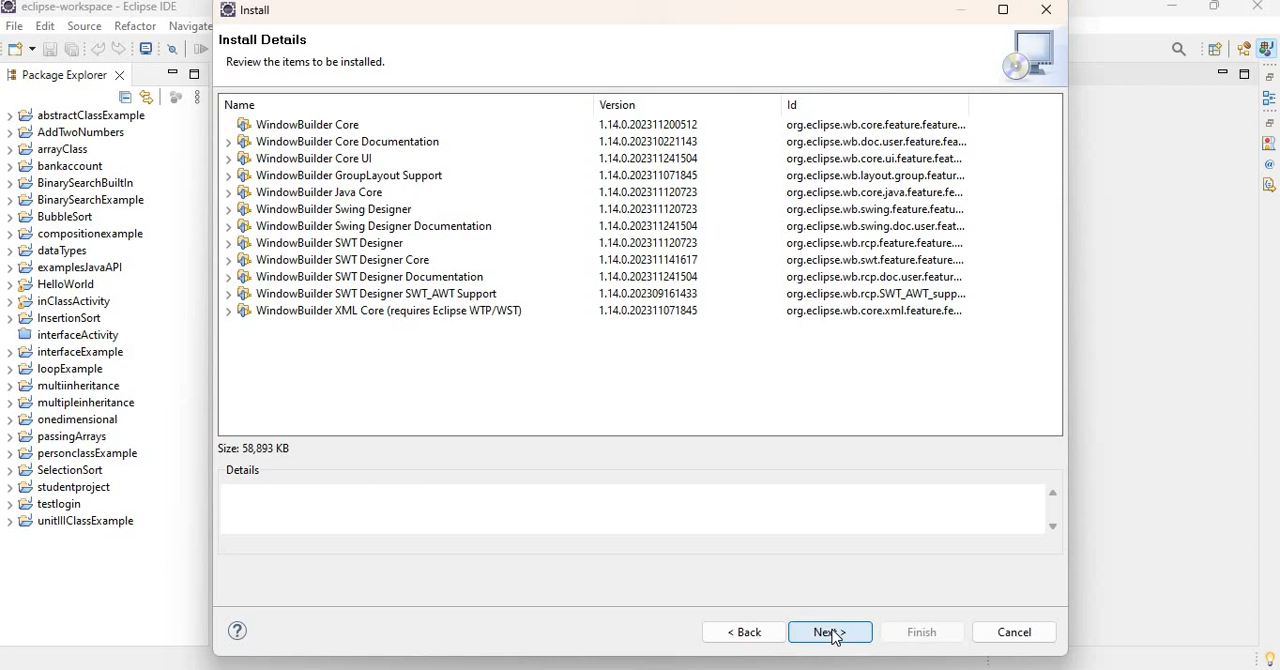 eclipse-workspace - Eclipse IDE
File Edit Source Refactor Navigate
Package Explorer
abstractClassExample
AddTwoNumbers
arrayClass
bankaccount
BinarySearchBuiltIn
BinarySearchExample
BubbleSort
compositionexample
dataTypes
examplesJavaAPI
HelloWorld
inClassActivity
InsertionSort
interfaceActivity
interfaceExample
loopExample
multiinheritance
multipleinheritance
onedimensional
passingArrays
personclassExample
SelectionSort
studentproject
testlogin
unitIIIClassExample
Install
Install Details
Review the items to be installed.
Name Version Id
WindowBuilder Core 1.14.0.202311200512 org.eclipse.wb.core.feature.feature...
WindowBuilder Core Documentation 1.14.0.202310221143 org.eclipse.wb.doc.user.feature.fea...
WindowBuilder Core UI 1.14.0.202311241504 org.eclipse.wb.core.ui.feature.feat...
WindowBuilder GroupLayout Support 1.14.0.202311071845 org.eclipse.wb.layout.group.featur...
WindowBuilder Java Core 1.14.0.202311120723 org.eclipse.wb.core.java.feature.fe...
WindowBuilder Swing Designer 1.14.0.202311120723 org.eclipse.wb.swing.feature.featu...
WindowBuilder Swing Designer Documentation 1.14.0.202311241504 org.eclipse.wb.swing.doc.user.feat...
WindowBuilder SWT Designer 1.14.0.202311120723 org.eclipse.wb.rcp.feature.feature....
WindowBuilder SWT Designer Core 1.14.0.202311141617 org.eclipse.wb.swt.feature.feature....
WindowBuilder SWT Designer Documentation 1.14.0.202311241504 org.eclipse.wb.rcp.doc.user.featur...
WindowBuilder SWT Designer SWT_AWT Support 1.14.0.202309161433 org.eclipse.wb.rcp.SWT_AWT_supp...
WindowBuilder XML Core (requires Eclipse WTP/WST) 1.14.0.202311071845 org.eclipse.wb.core.xml.feature.fe...
Size: 58,893 KB
Details
< Back Next > Finish Cancel